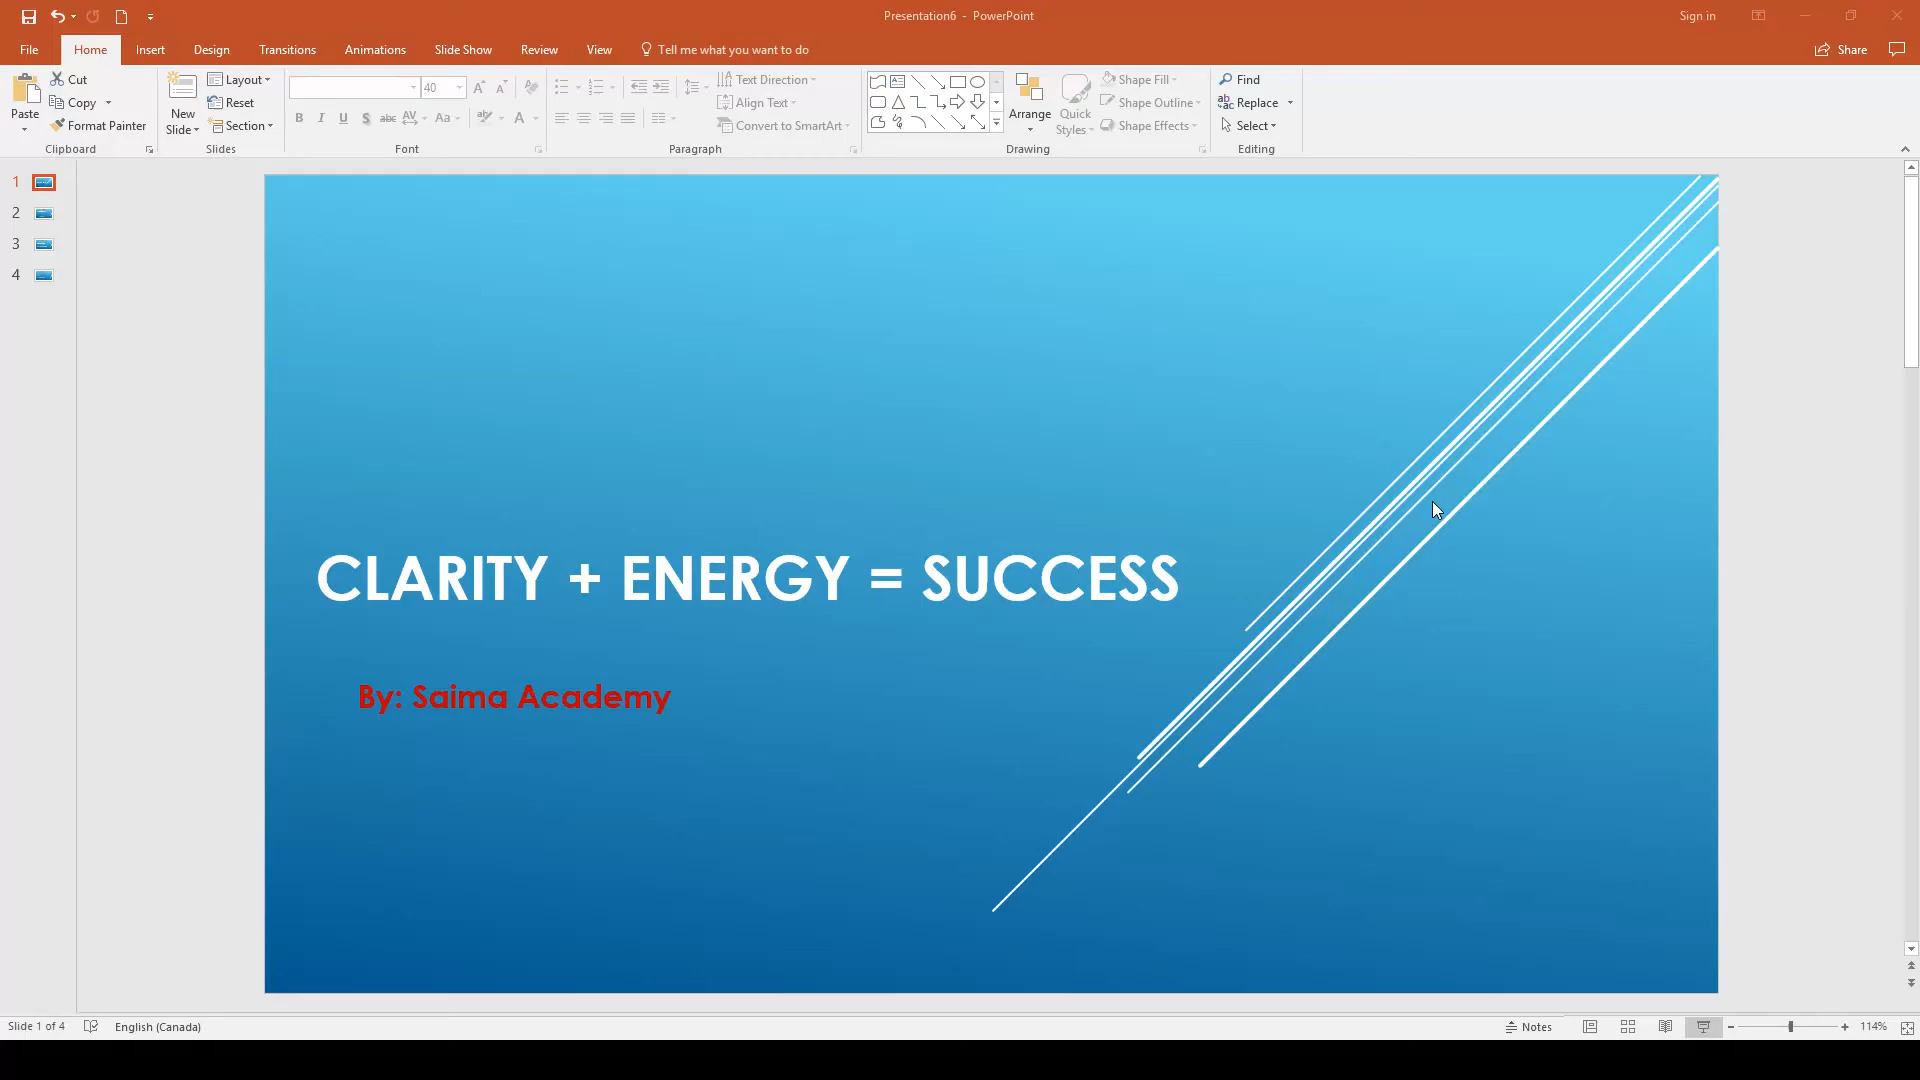 Presentation6 - PowerPoint
Sign in
File
Home
Insert
Design
Transitions
Animations
Slide Show
Review
View
Tell me what you want to do
Share
Paste
Cut
Copy
Format Painter
Clipboard
New
Slide
Layout
Reset
Section
Slides
40
B I U S abc AV Aa A
Font
Text Direction
Align Text
Convert to SmartArt
Paragraph
Arrange
Quick
Styles
Shape Fill
Shape Outline
Shape Effects
Drawing
Find
Replace
Select
Editing
1
2
3
4
CLARITY + ENERGY = SUCCESS
By: Saima Academy
Slide 1 of 4
English (Canada)
Notes
114%